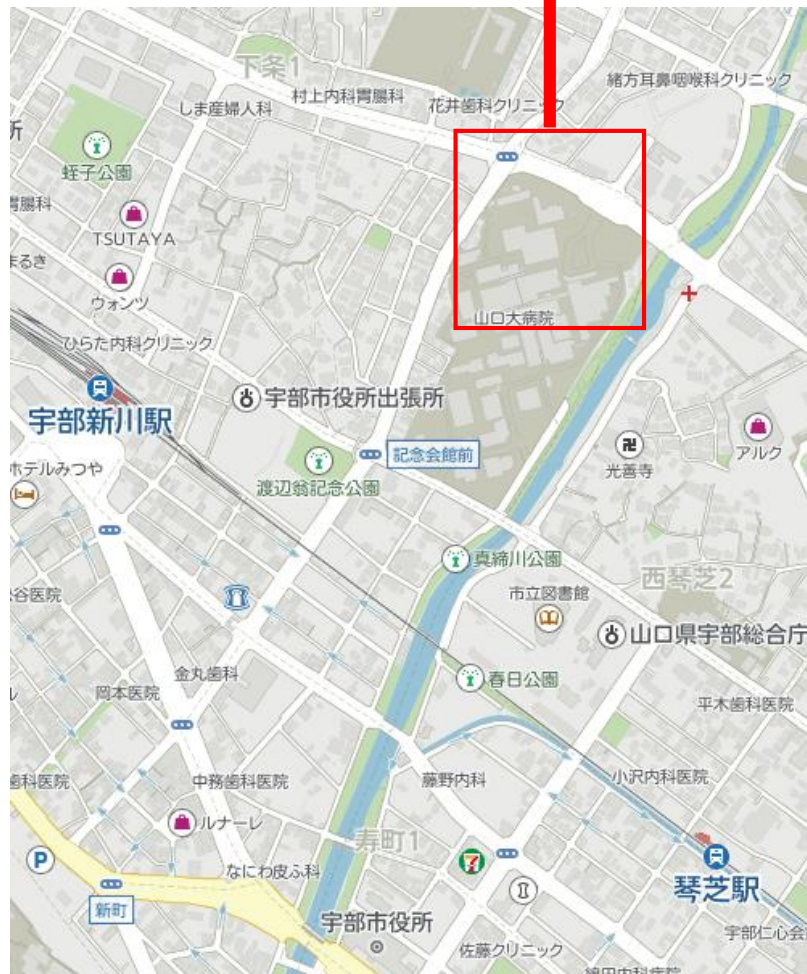 下条1
緒方耳鼻咽喉科クリニック
村上内科胃腸科
花井歯科クリニック
しま産婦人科
所
蛭子公園
胃腸科
TSUTAYA
まるき
ウォンツ
山口大病院
ひらた内科クリニック
宇部市役所出張所
宇部新川駅
アルク
記念会館前
光善寺
ホテルみつや
渡辺翁記念公園
真締川公園
西琴芝2
谷医院
市立図書館
山口県宇部総合庁
金丸歯科
春日公園
岡本医院
平木歯科医院
歯科医院
中務歯科医院
藤野内科
小沢内科医院
ルナーレ
寿町1
P
なにわ皮ふ科
7
琴芝駅
新町
宇部市役所
宇部仁心会
佐藤クリニック